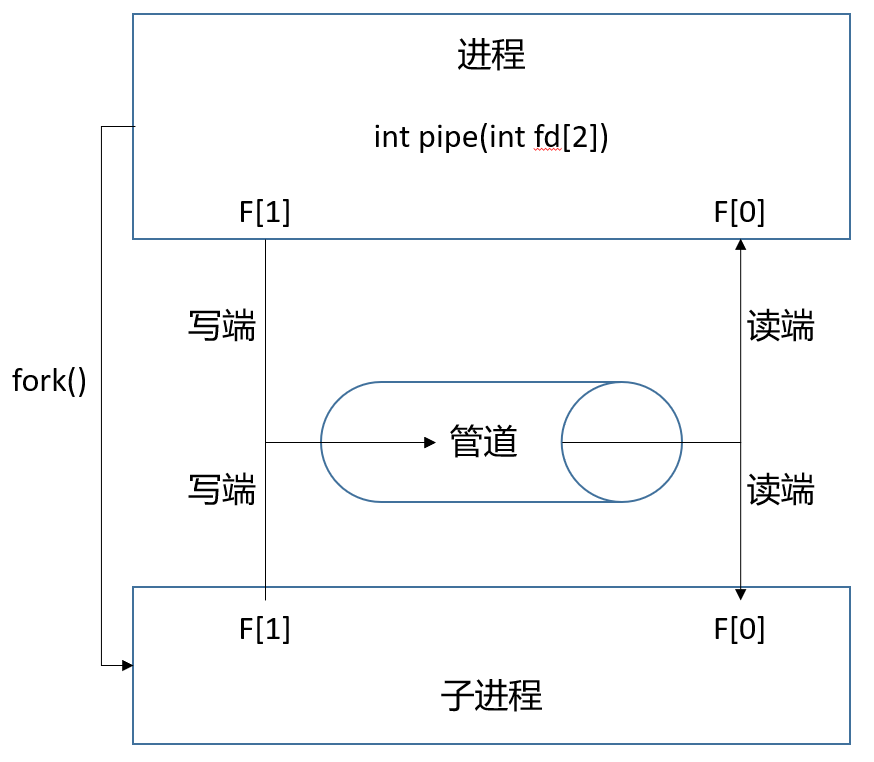 进程
int pipe(int fd[2])
F[1]
F[0]
写端
读端
fork()
管道
写端
读端
F[1]
F[0]
子进程